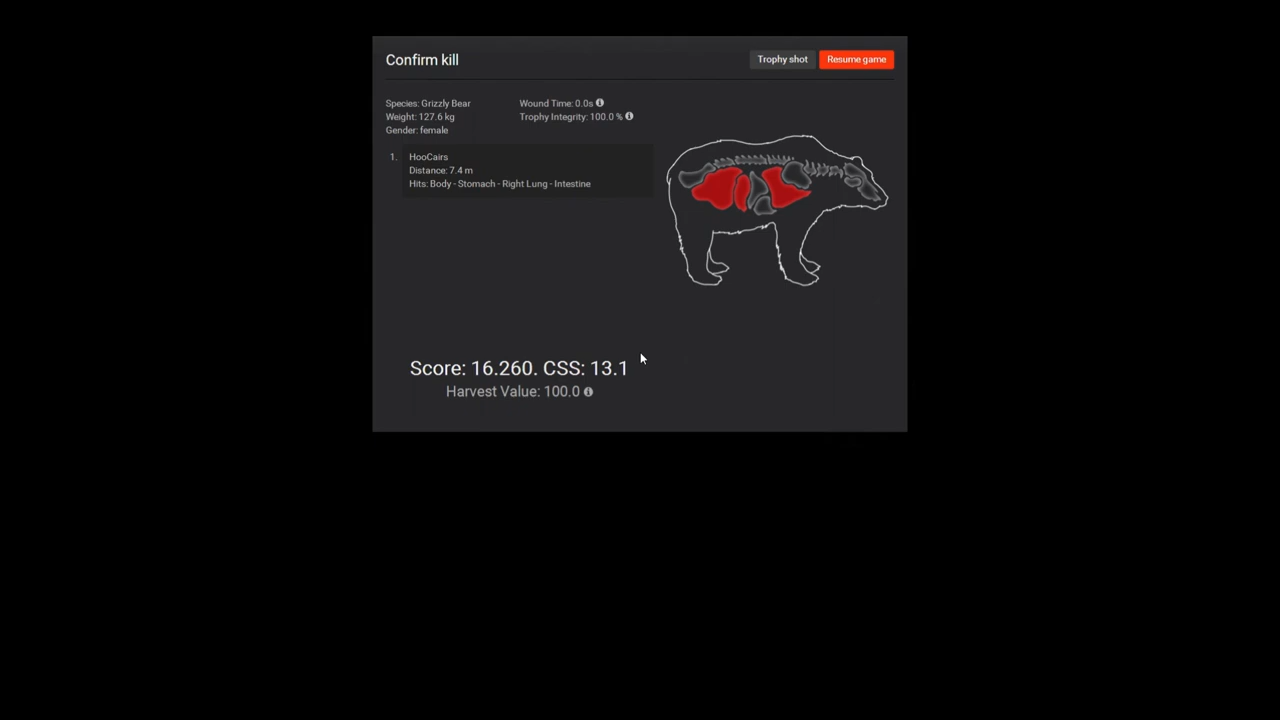 Confirm kill
Trophy shot
Resume game
Species: Grizzly Bear
Weight: 127.6 kg
Gender: female
Wound Time: 0.0s
Trophy Integrity: 100.0 %
1.
HooCairs
Distance: 7.4 m
Hits: Body - Stomach - Right Lung - Intestine
Score: 16.260. CSS: 13.1
Harvest Value: 100.0